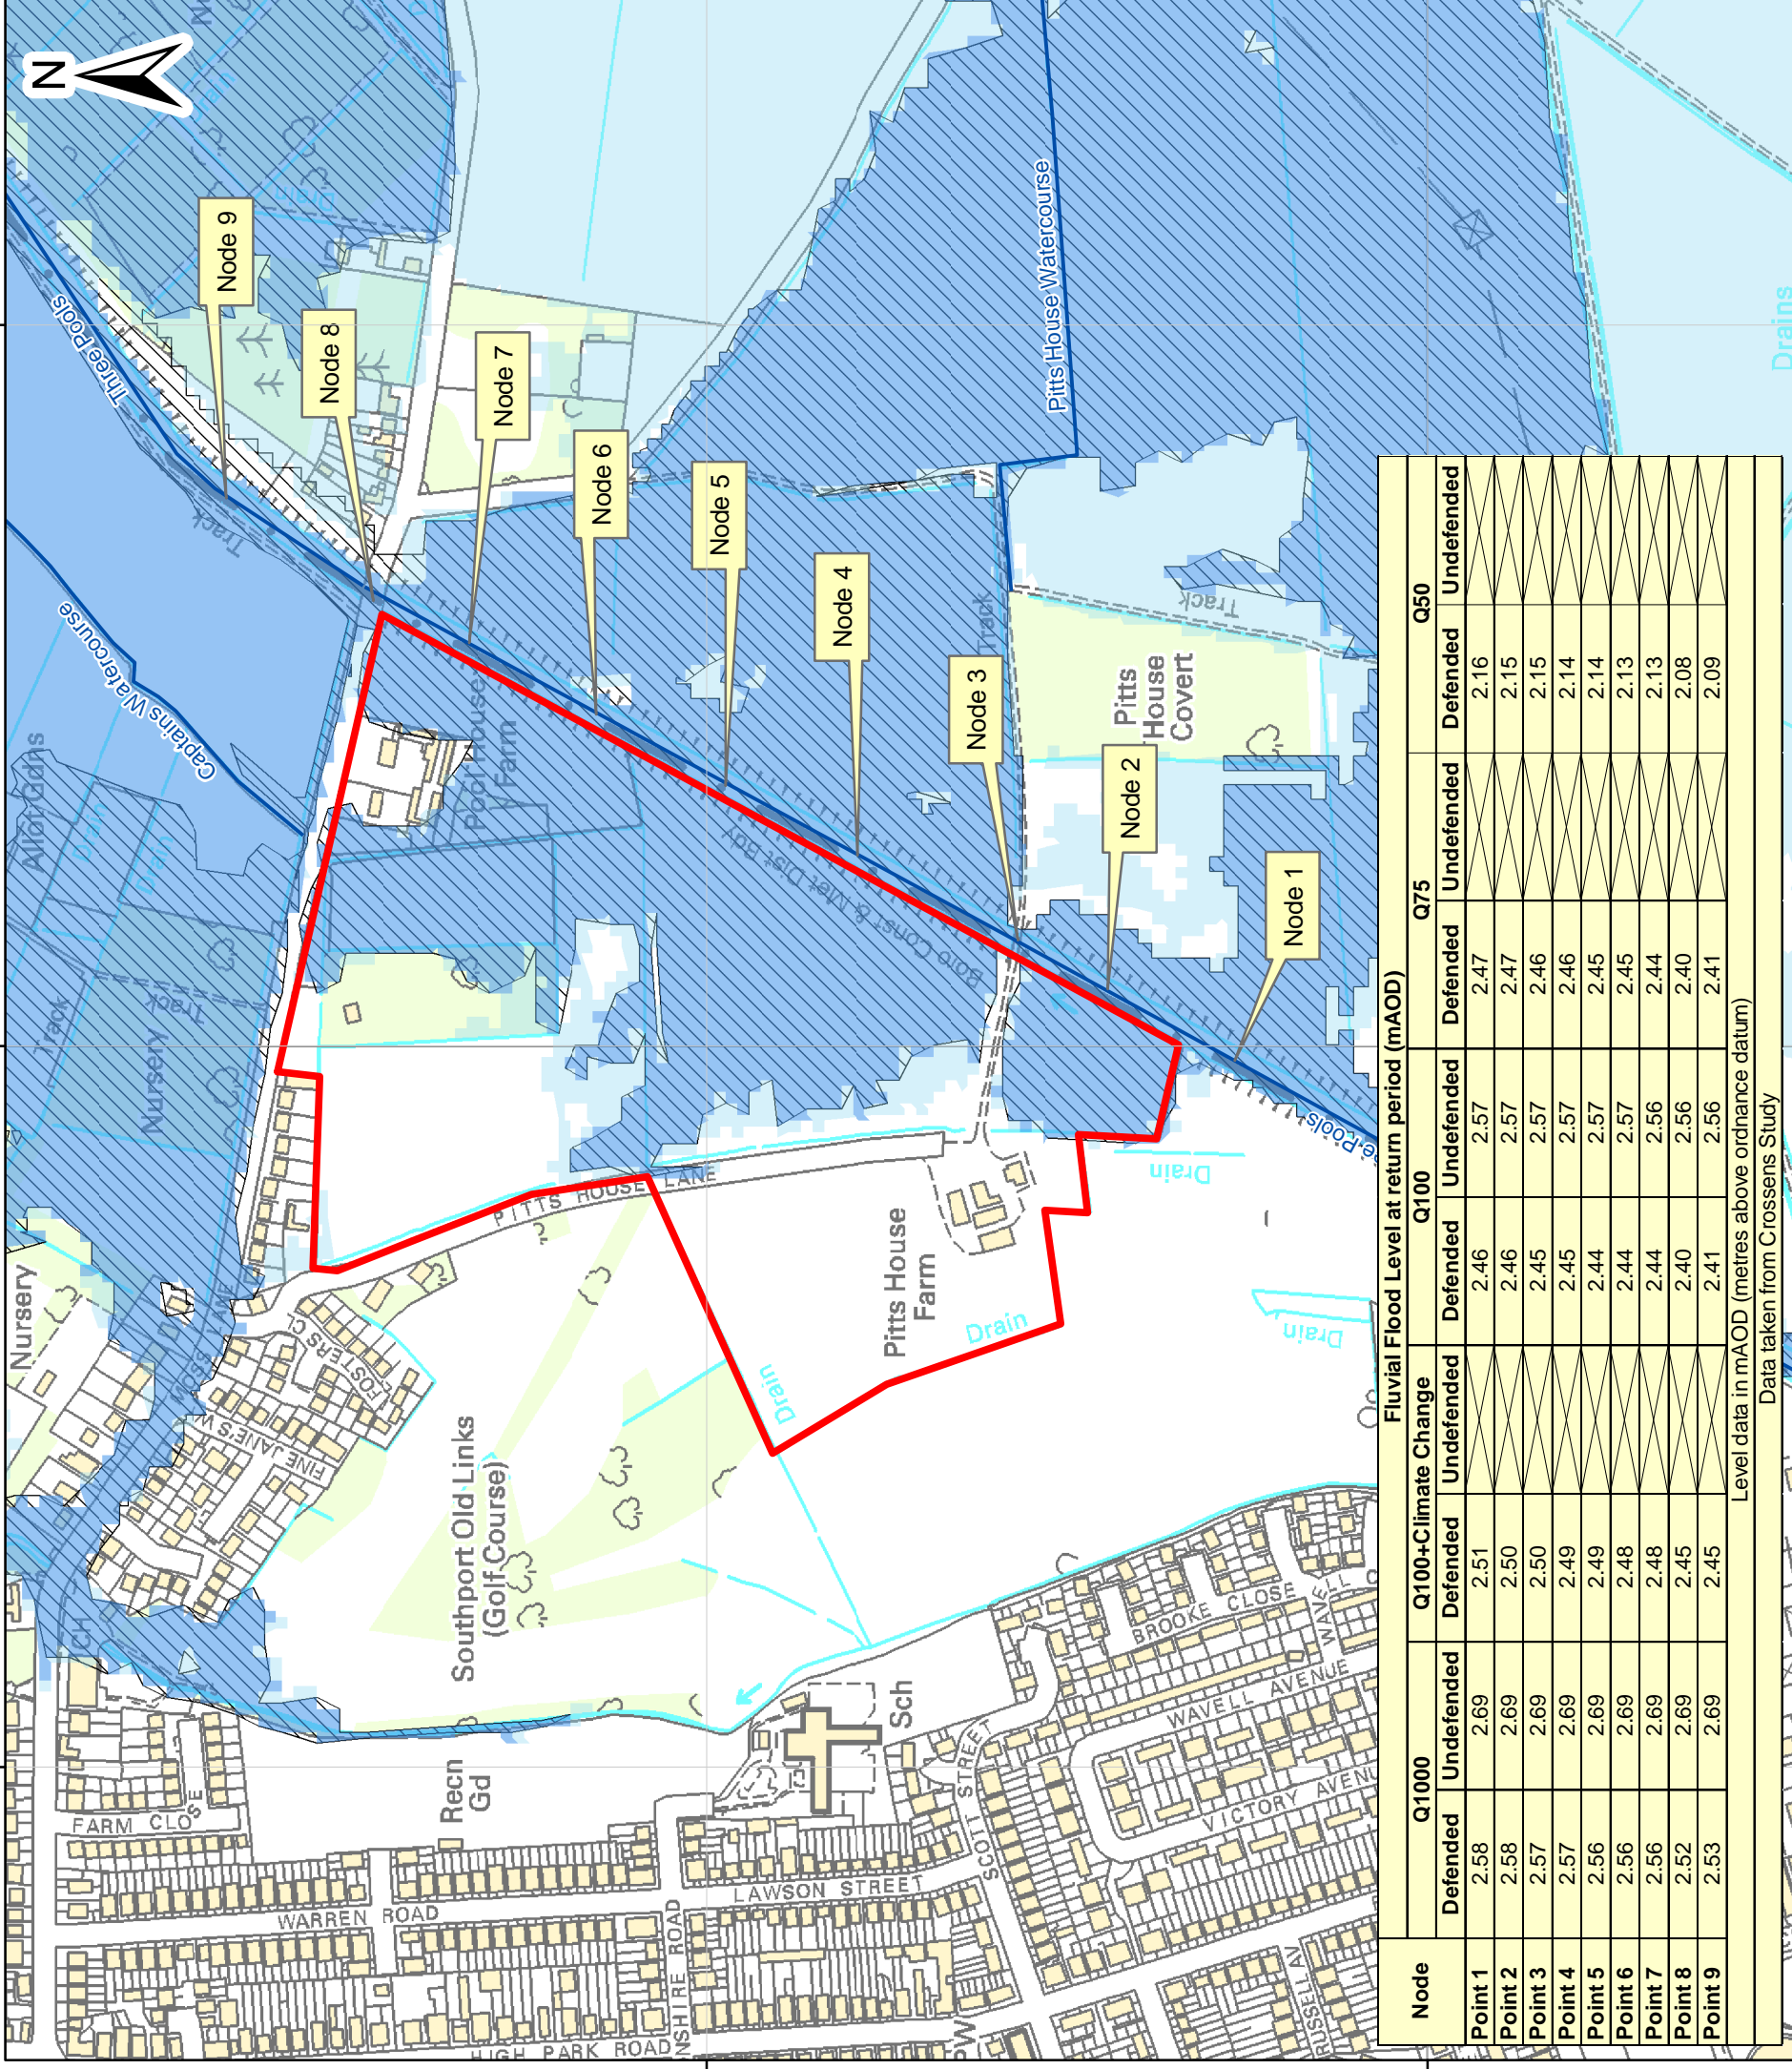 N
Nursery
Allot Gdns
Drain
Drain
Track
Track
Nursery
Captains Watercourse
Three Pools
Track
Drain
Drain
Node 9
Node 8
Node 7
Node 6
Node 5
Node 4
Node 3
Node 2
Node 1
MOSS LANE
FOSTERS CL
FINE JANE'S W
FARM CLOSE
WARREN ROAD
HIGH PARK ROAD
NSHIRE ROAD
LAWSON STREET
SCOTT STREET
Recn
Gd
Southport Old Links
(Golf Course)
PITTS HOUSE LANE
Pool House
Farm
Boro Const & Met Dist Bdy
Pitts House
Farm
Drain
Drain
Drain
Drain
Sch
Track
Track
Pitts
House
Covert
Pitts House Watercourse
Drains
BROOKE CLOSE
WAVELL AVENUE
WAVELL
VICTORY AVENU
RUSSEL AV
PW
e Pools
Fluvial Flood Level at return period (mAOD)
Node Q1000 Q100+Climate Change Q100 Q75 Q50
Defended Undefended Defended Undefended Defended Undefended Defended Undefended Defended Undefended
Point 1 2.58 2.69 2.51 2.46 2.57 2.47 2.16
Point 2 2.58 2.69 2.50 2.46 2.57 2.47 2.15
Point 3 2.57 2.69 2.50 2.45 2.57 2.46 2.15
Point 4 2.57 2.69 2.49 2.45 2.57 2.46 2.14
Point 5 2.56 2.69 2.49 2.44 2.57 2.45 2.14
Point 6 2.56 2.69 2.48 2.44 2.57 2.45 2.13
Point 7 2.56 2.69 2.48 2.44 2.56 2.44 2.13
Point 8 2.52 2.69 2.45 2.40 2.56 2.40 2.08
Point 9 2.53 2.69 2.45 2.41 2.56 2.41 2.09
Level data in mAOD (metres above ordnance datum)
Data taken from Crossens Study